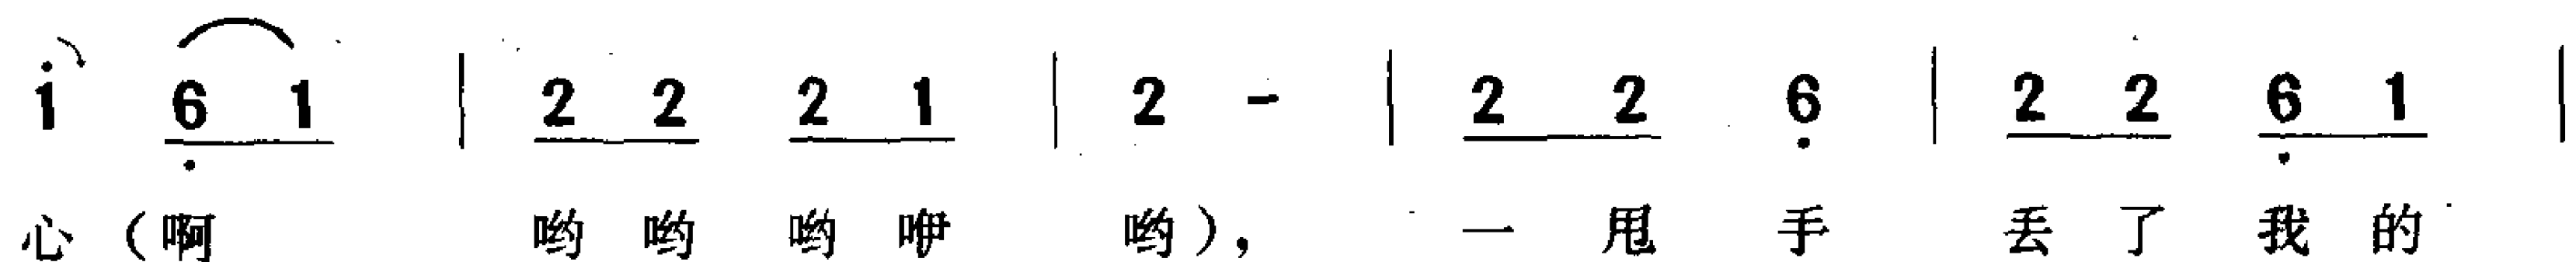 i 6 1 | 2 2 2 1 | 2 - | 2 2 6 | 2 2 6 1 |
心（啊 哟 哟 哟 咿 哟），一 甩 手 丢 了 我 的